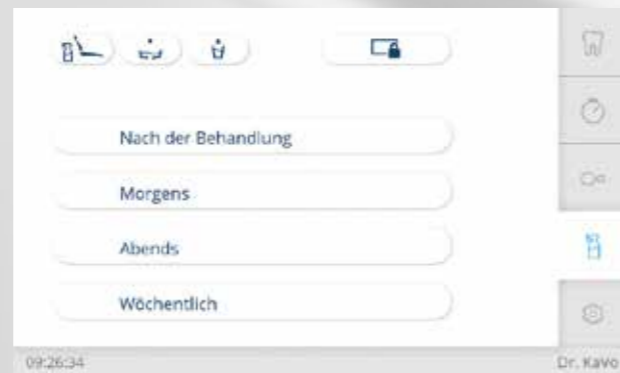 Nach der Behandlung
Morgens
Abends
Wöchentlich
09:26:34
Dr. Kavo